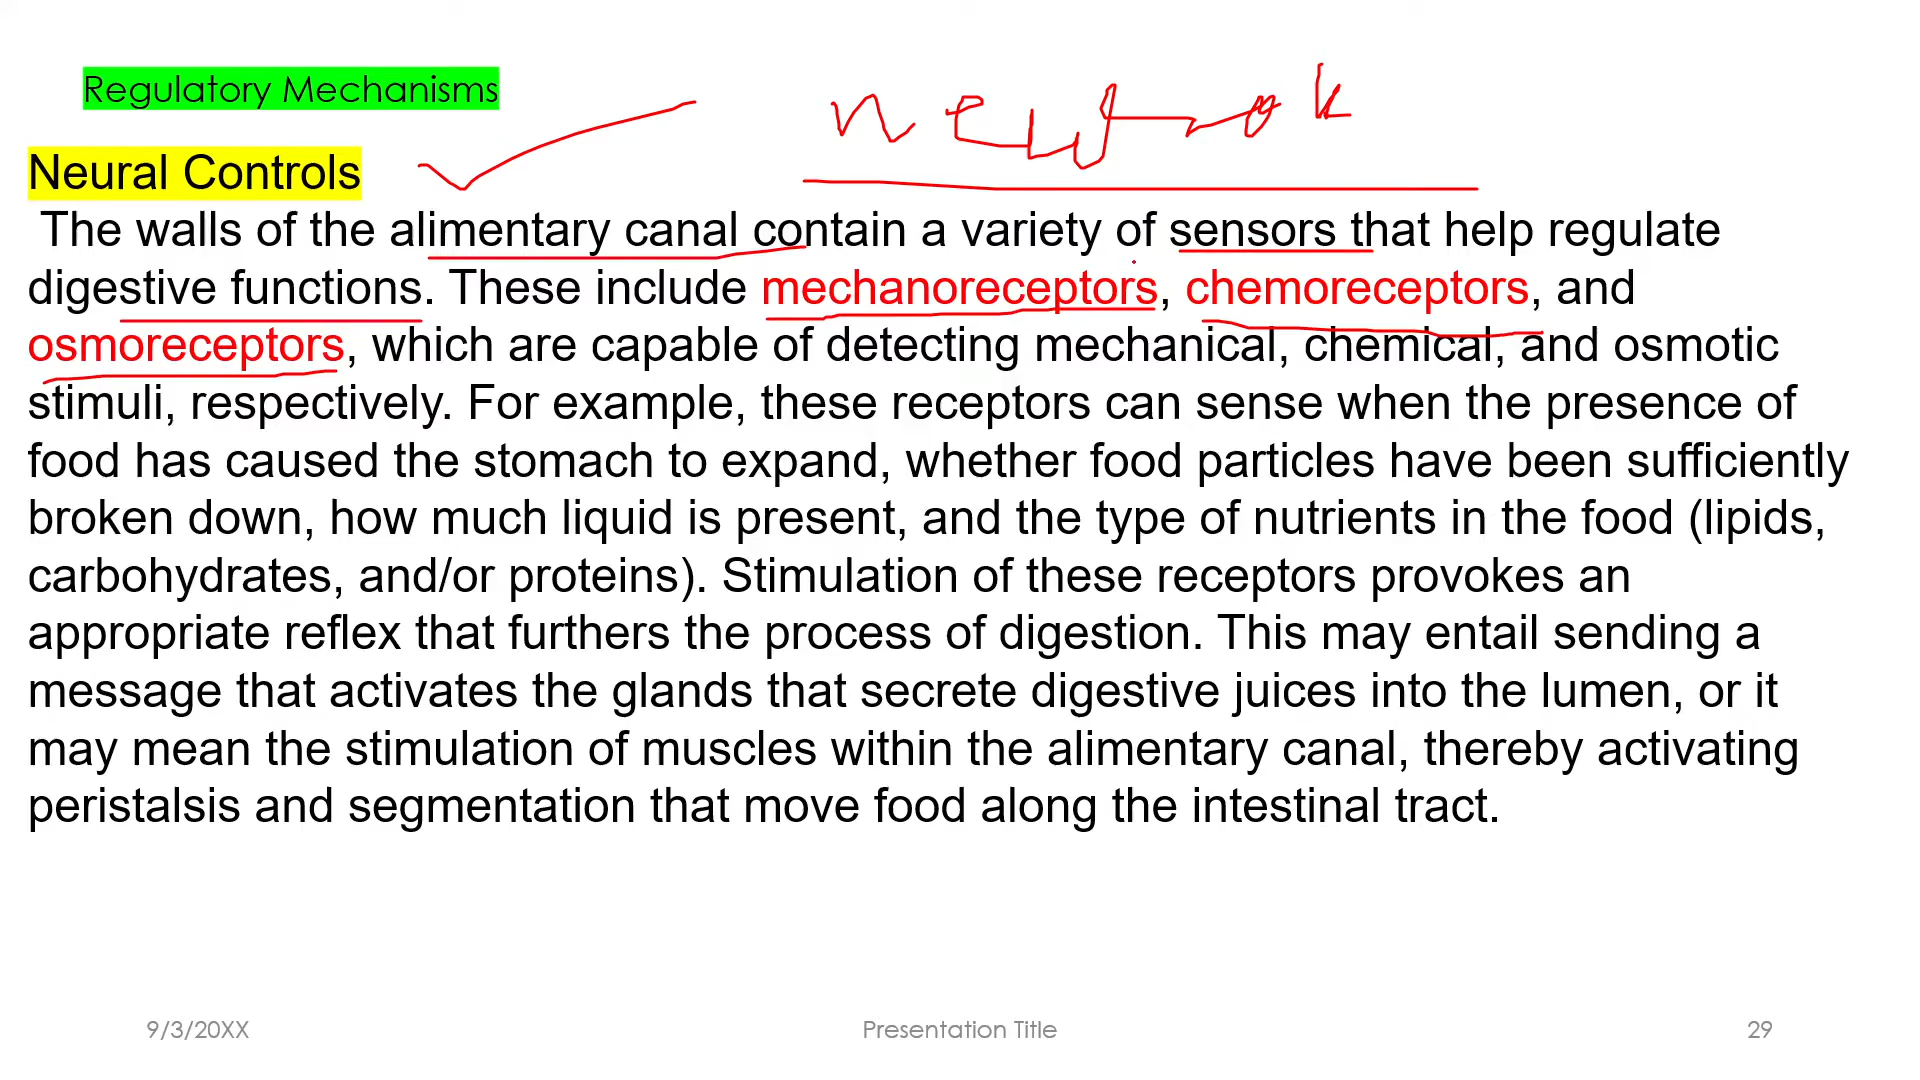 Regulatory Mechanisms
network
Neural Controls
The walls of the alimentary canal contain a variety of sensors that help regulate
digestive functions. These include mechanoreceptors, chemoreceptors, and
osmoreceptors, which are capable of detecting mechanical, chemical, and osmotic
stimuli, respectively. For example, these receptors can sense when the presence of
food has caused the stomach to expand, whether food particles have been sufficiently
broken down, how much liquid is present, and the type of nutrients in the food (lipids,
carbohydrates, and/or proteins). Stimulation of these receptors provokes an
appropriate reflex that furthers the process of digestion. This may entail sending a
message that activates the glands that secrete digestive juices into the lumen, or it
may mean the stimulation of muscles within the alimentary canal, thereby activating
peristalsis and segmentation that move food along the intestinal tract.
9/3/20XX
Presentation Title
29